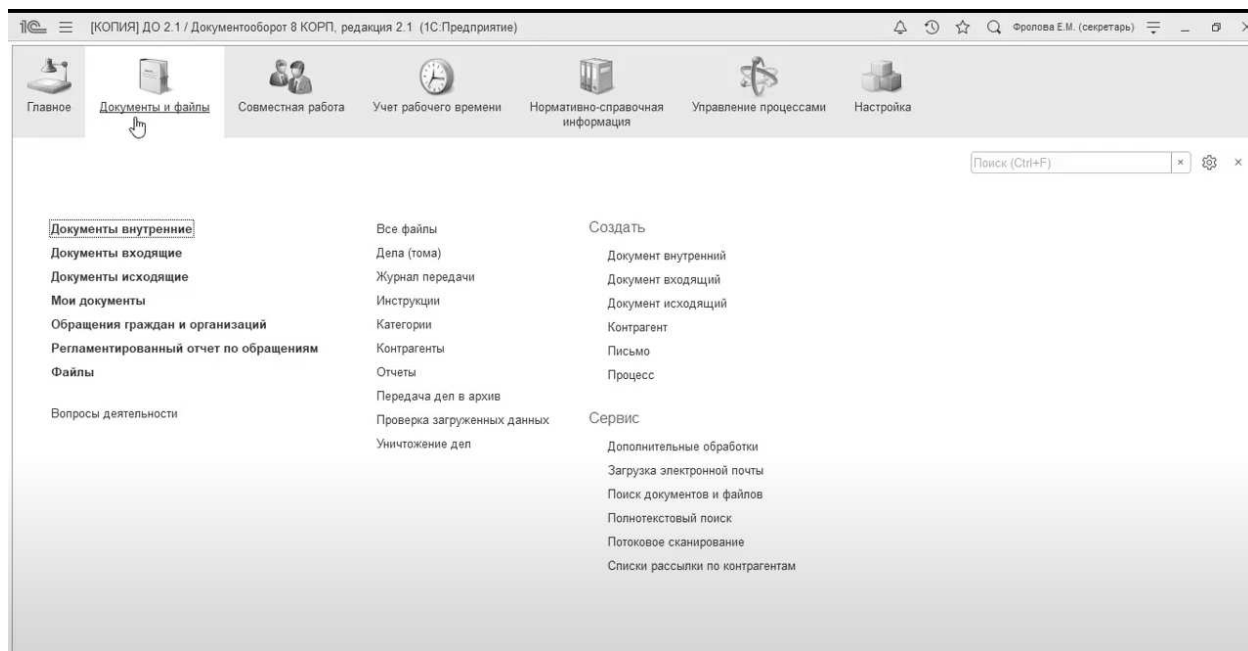 1С [КОПИЯ] ДО 2.1 / Документооборот 8 КОРП, редакция 2.1 (1С:Предприятие) Фролова Е.М. (секретарь)
Главное
Документы и файлы
Совместная работа
Учет рабочего времени
Нормативно-справочная
информация
Управление процессами
Настройка
Поиск (Ctrl+F)
Документы внутренние
Документы входящие
Документы исходящие
Мои документы
Обращения граждан и организаций
Регламентированный отчет по обращениям
Файлы
Вопросы деятельности
Все файлы
Дела (тома)
Журнал передачи
Инструкции
Категории
Контрагенты
Отчеты
Передача дел в архив
Проверка загруженных данных
Уничтожение дел
Создать
Документ внутренний
Документ входящий
Документ исходящий
Контрагент
Письмо
Процесс
Сервис
Дополнительные обработки
Загрузка электронной почты
Поиск документов и файлов
Полнотекстовый поиск
Потоковое сканирование
Списки рассылки по контрагентам